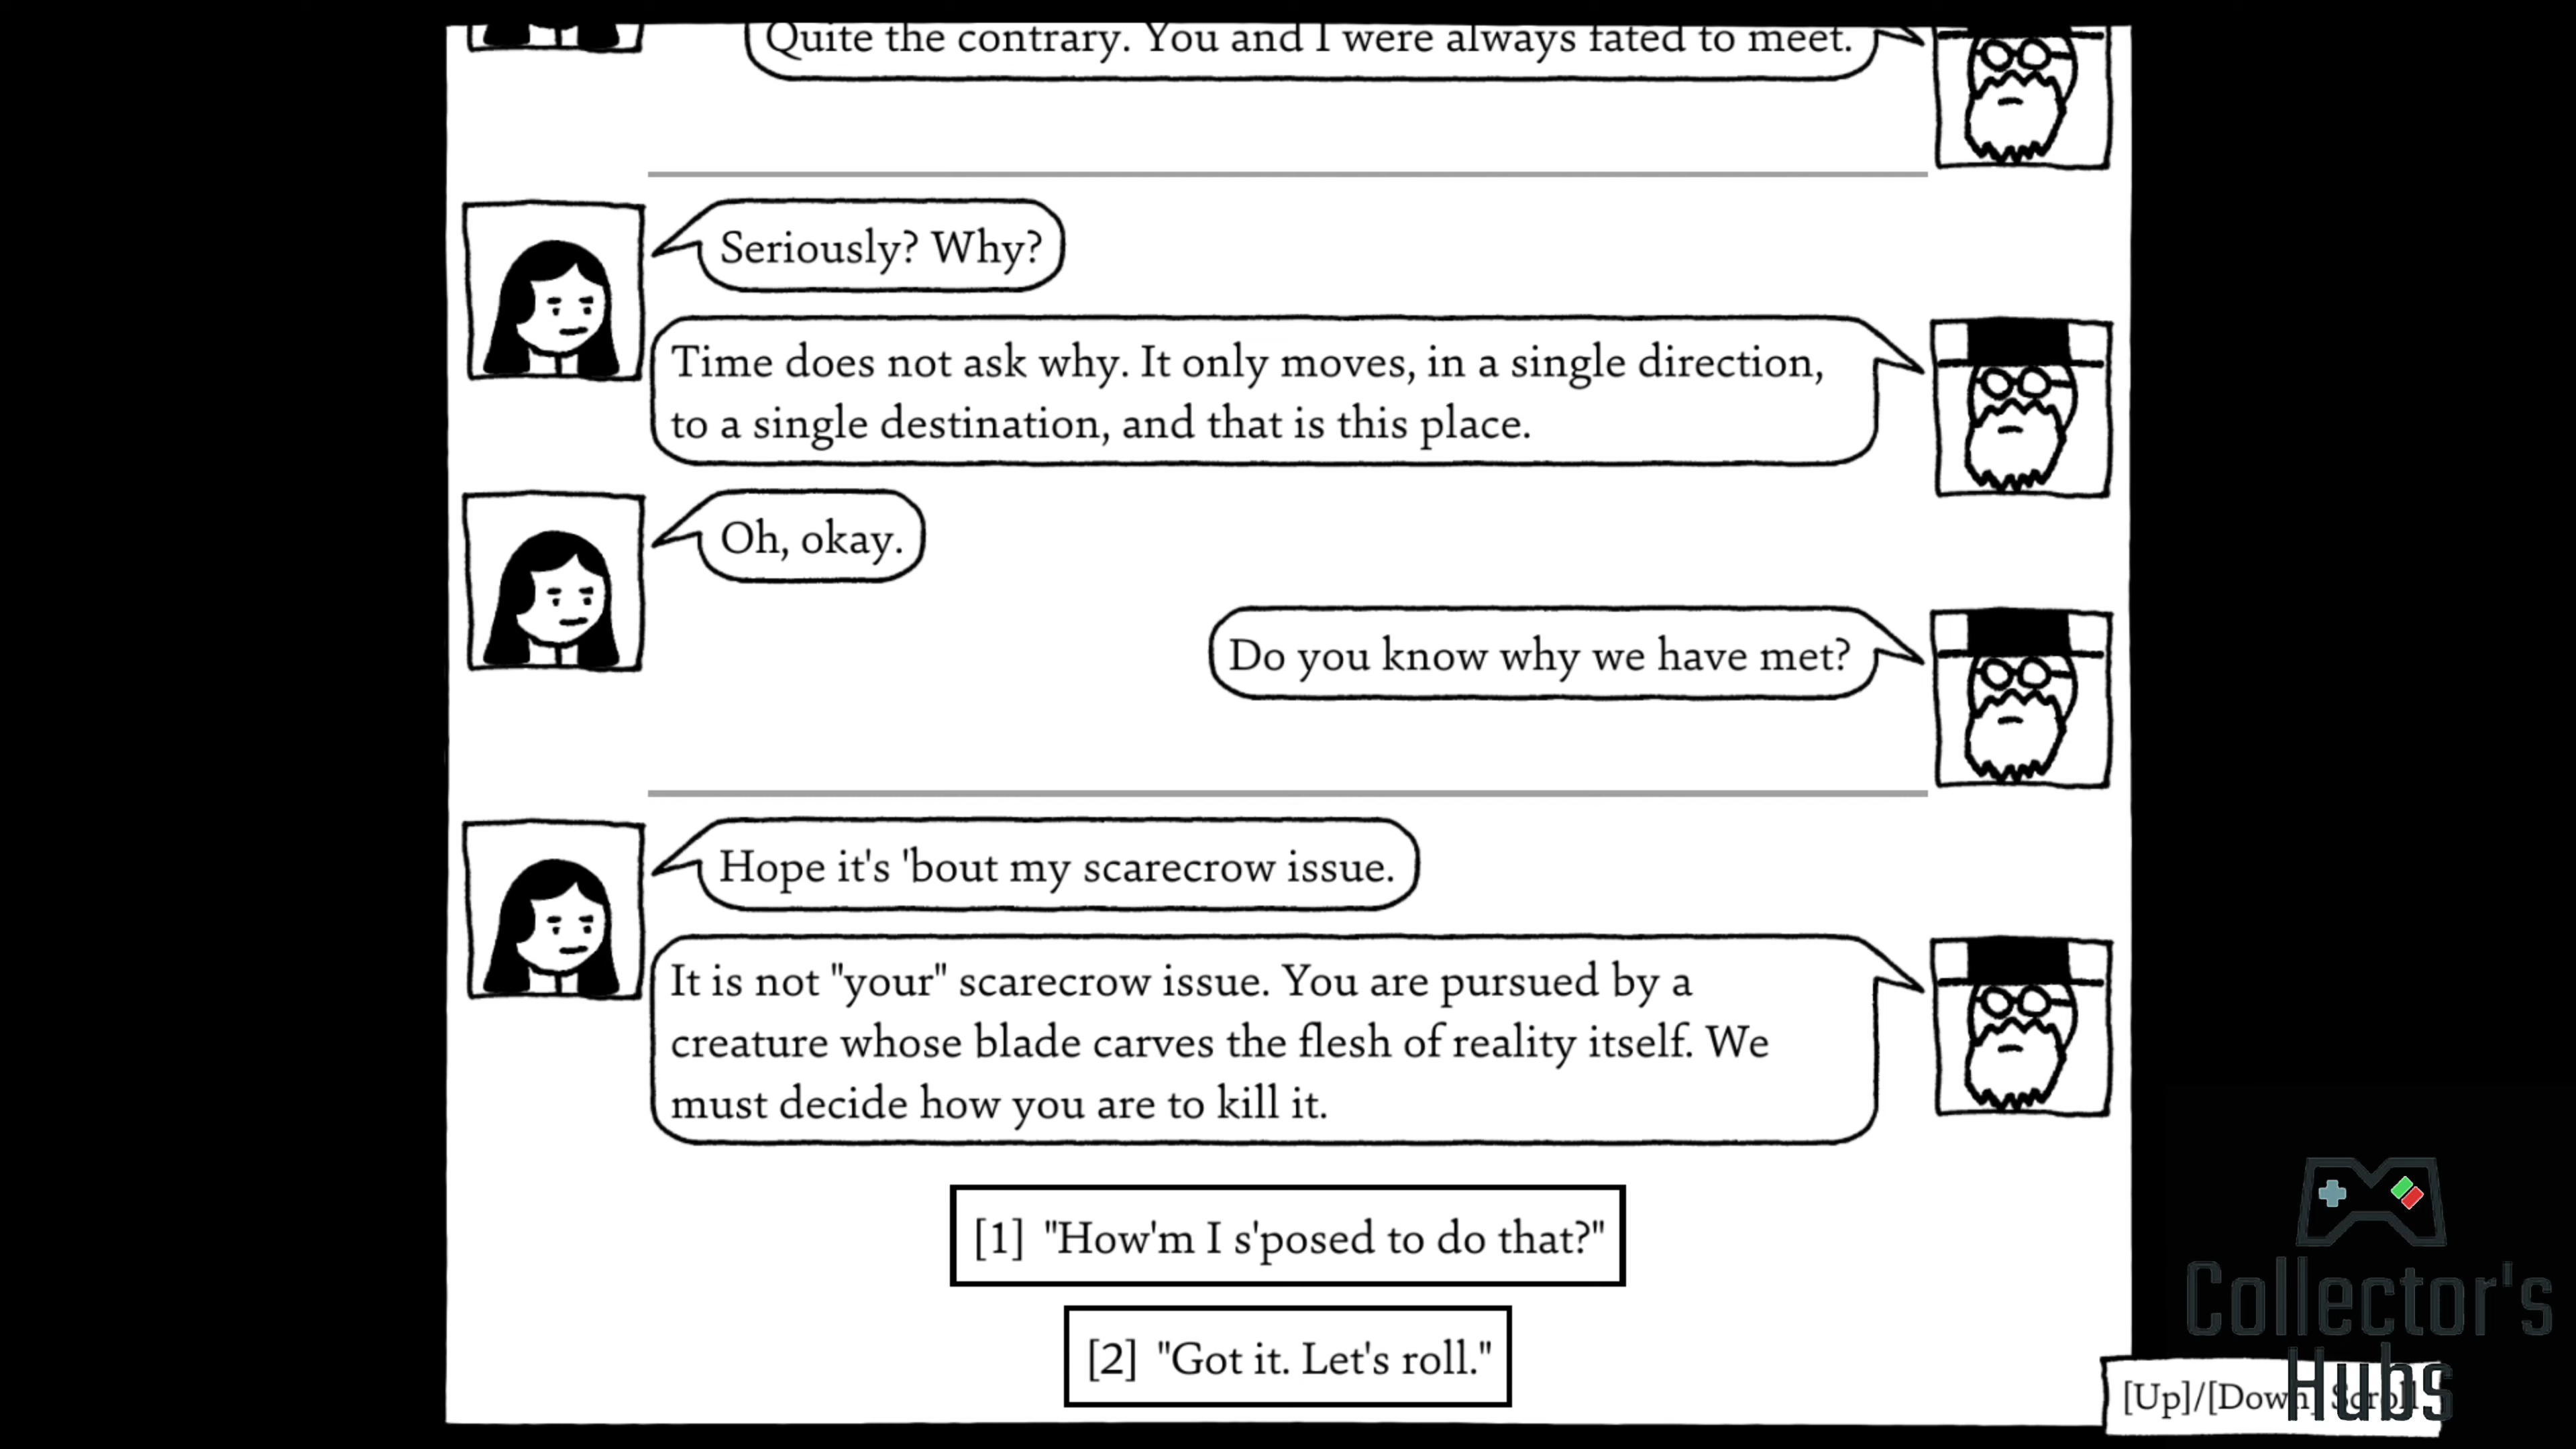 Quite the contrary. You and I were always fated to meet.
Seriously? Why?
Time does not ask why. It only moves, in a single direction,
to a single destination, and that is this place.
Oh, okay.
Do you know why we have met?
Hope it's 'bout my scarecrow issue.
It is not "your" scarecrow issue. You are pursued by a
creature whose blade carves the flesh of reality itself. We
must decide how you are to kill it.
[1] "How'm I s'posed to do that?"
[2] "Got it. Let's roll."
[Up]/[Down] Scroll
Collector's
Hubs